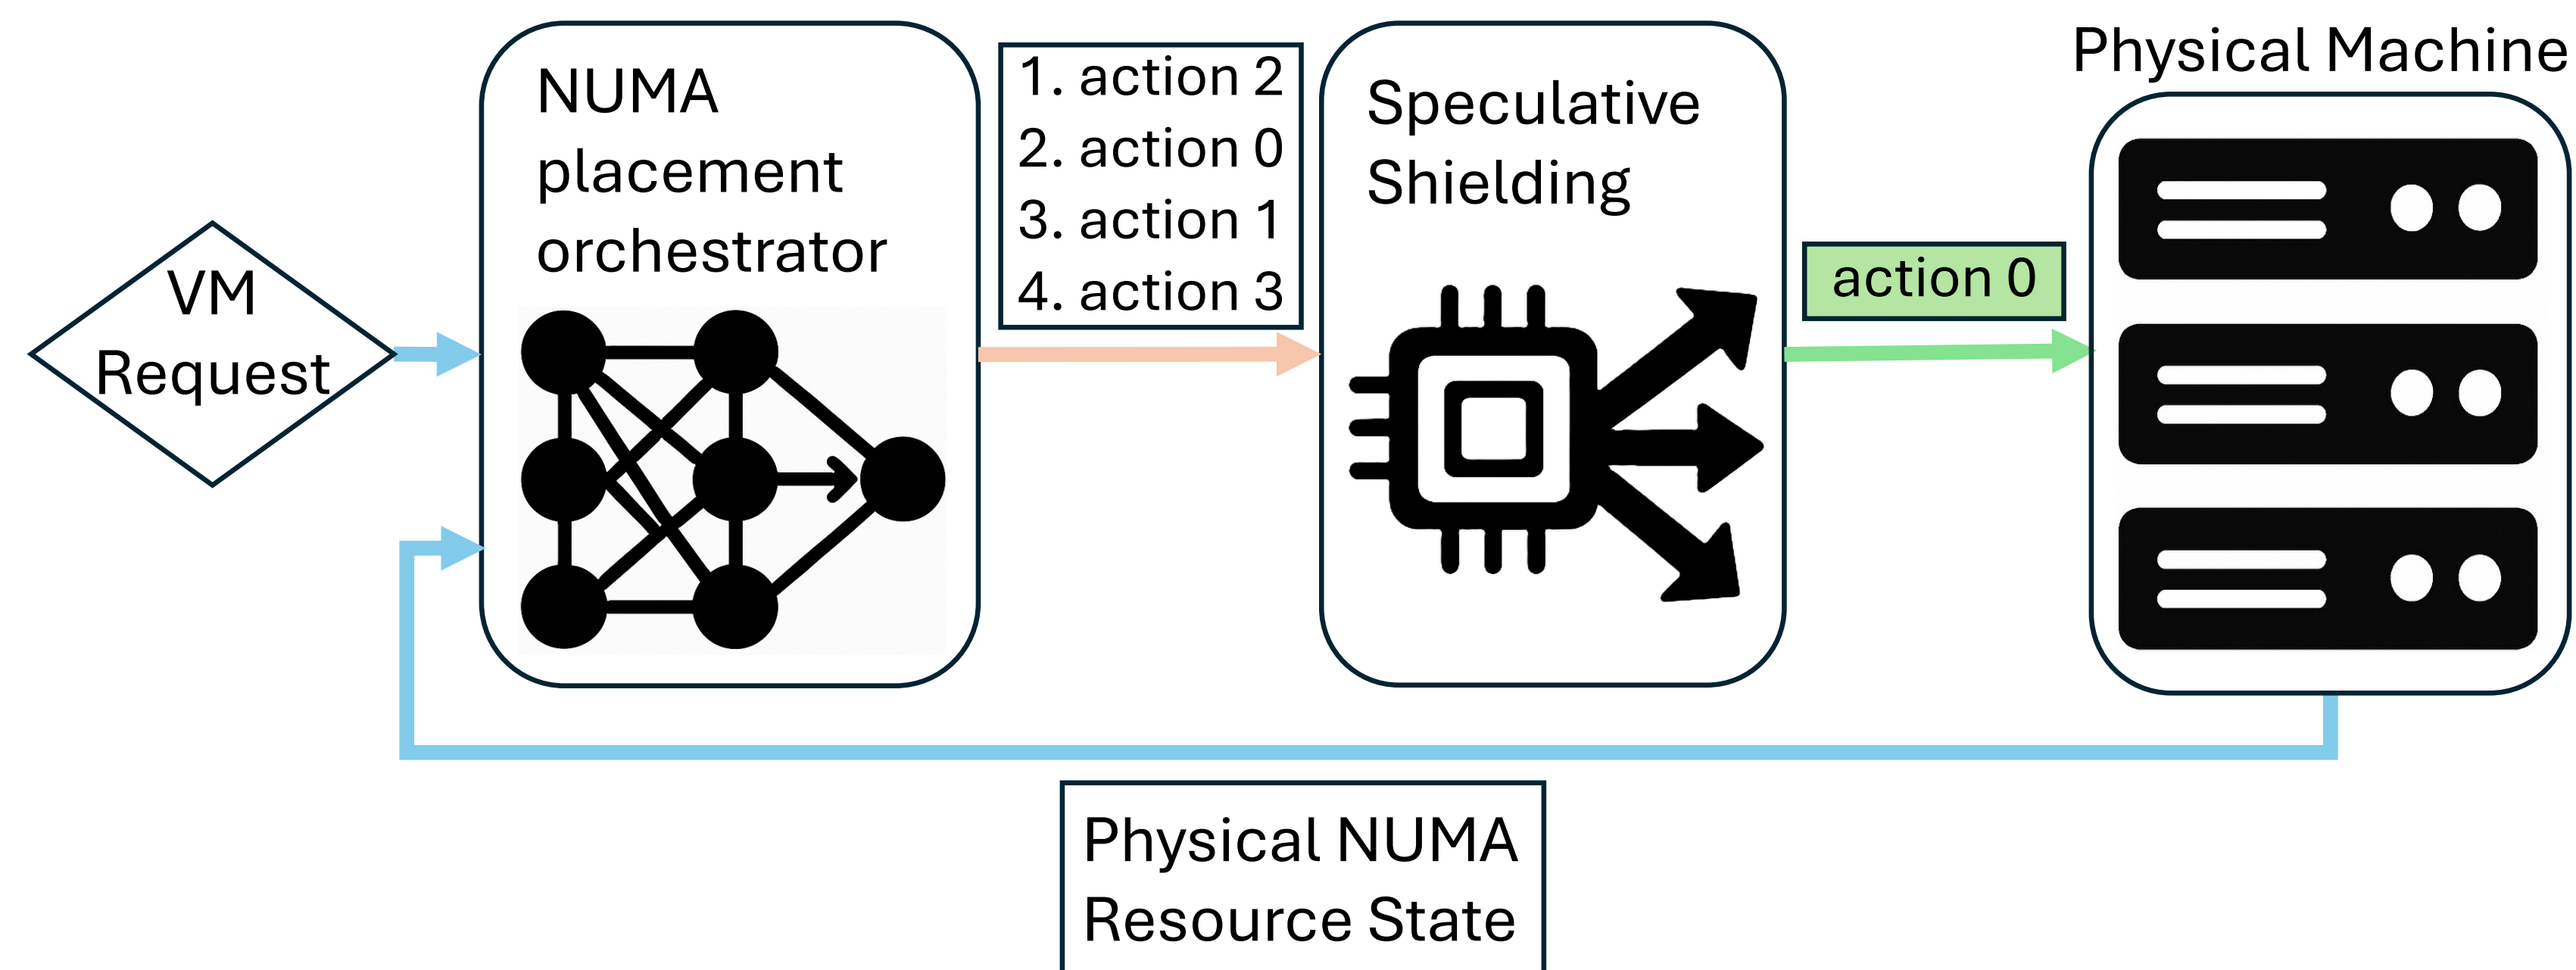 VM
Request
NUMA
placement
orchestrator
1. action 2
2. action 0
3. action 1
4. action 3
Speculative
Shielding
action 0
Physical Machine
Physical NUMA
Resource State